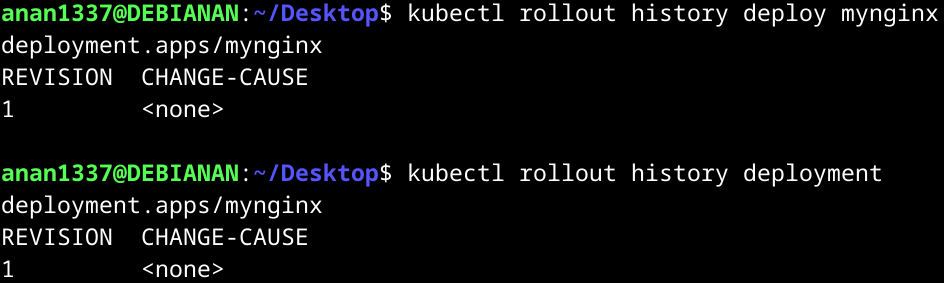 anan1337@DEBIANAN:~/Desktop$ kubectl rollout history deploy mynginx
deployment.apps/mynginx
REVISION  CHANGE-CAUSE
1         <none>
anan1337@DEBIANAN:~/Desktop$ kubectl rollout history deployment
deployment.apps/mynginx
REVISION  CHANGE-CAUSE
1         <none>